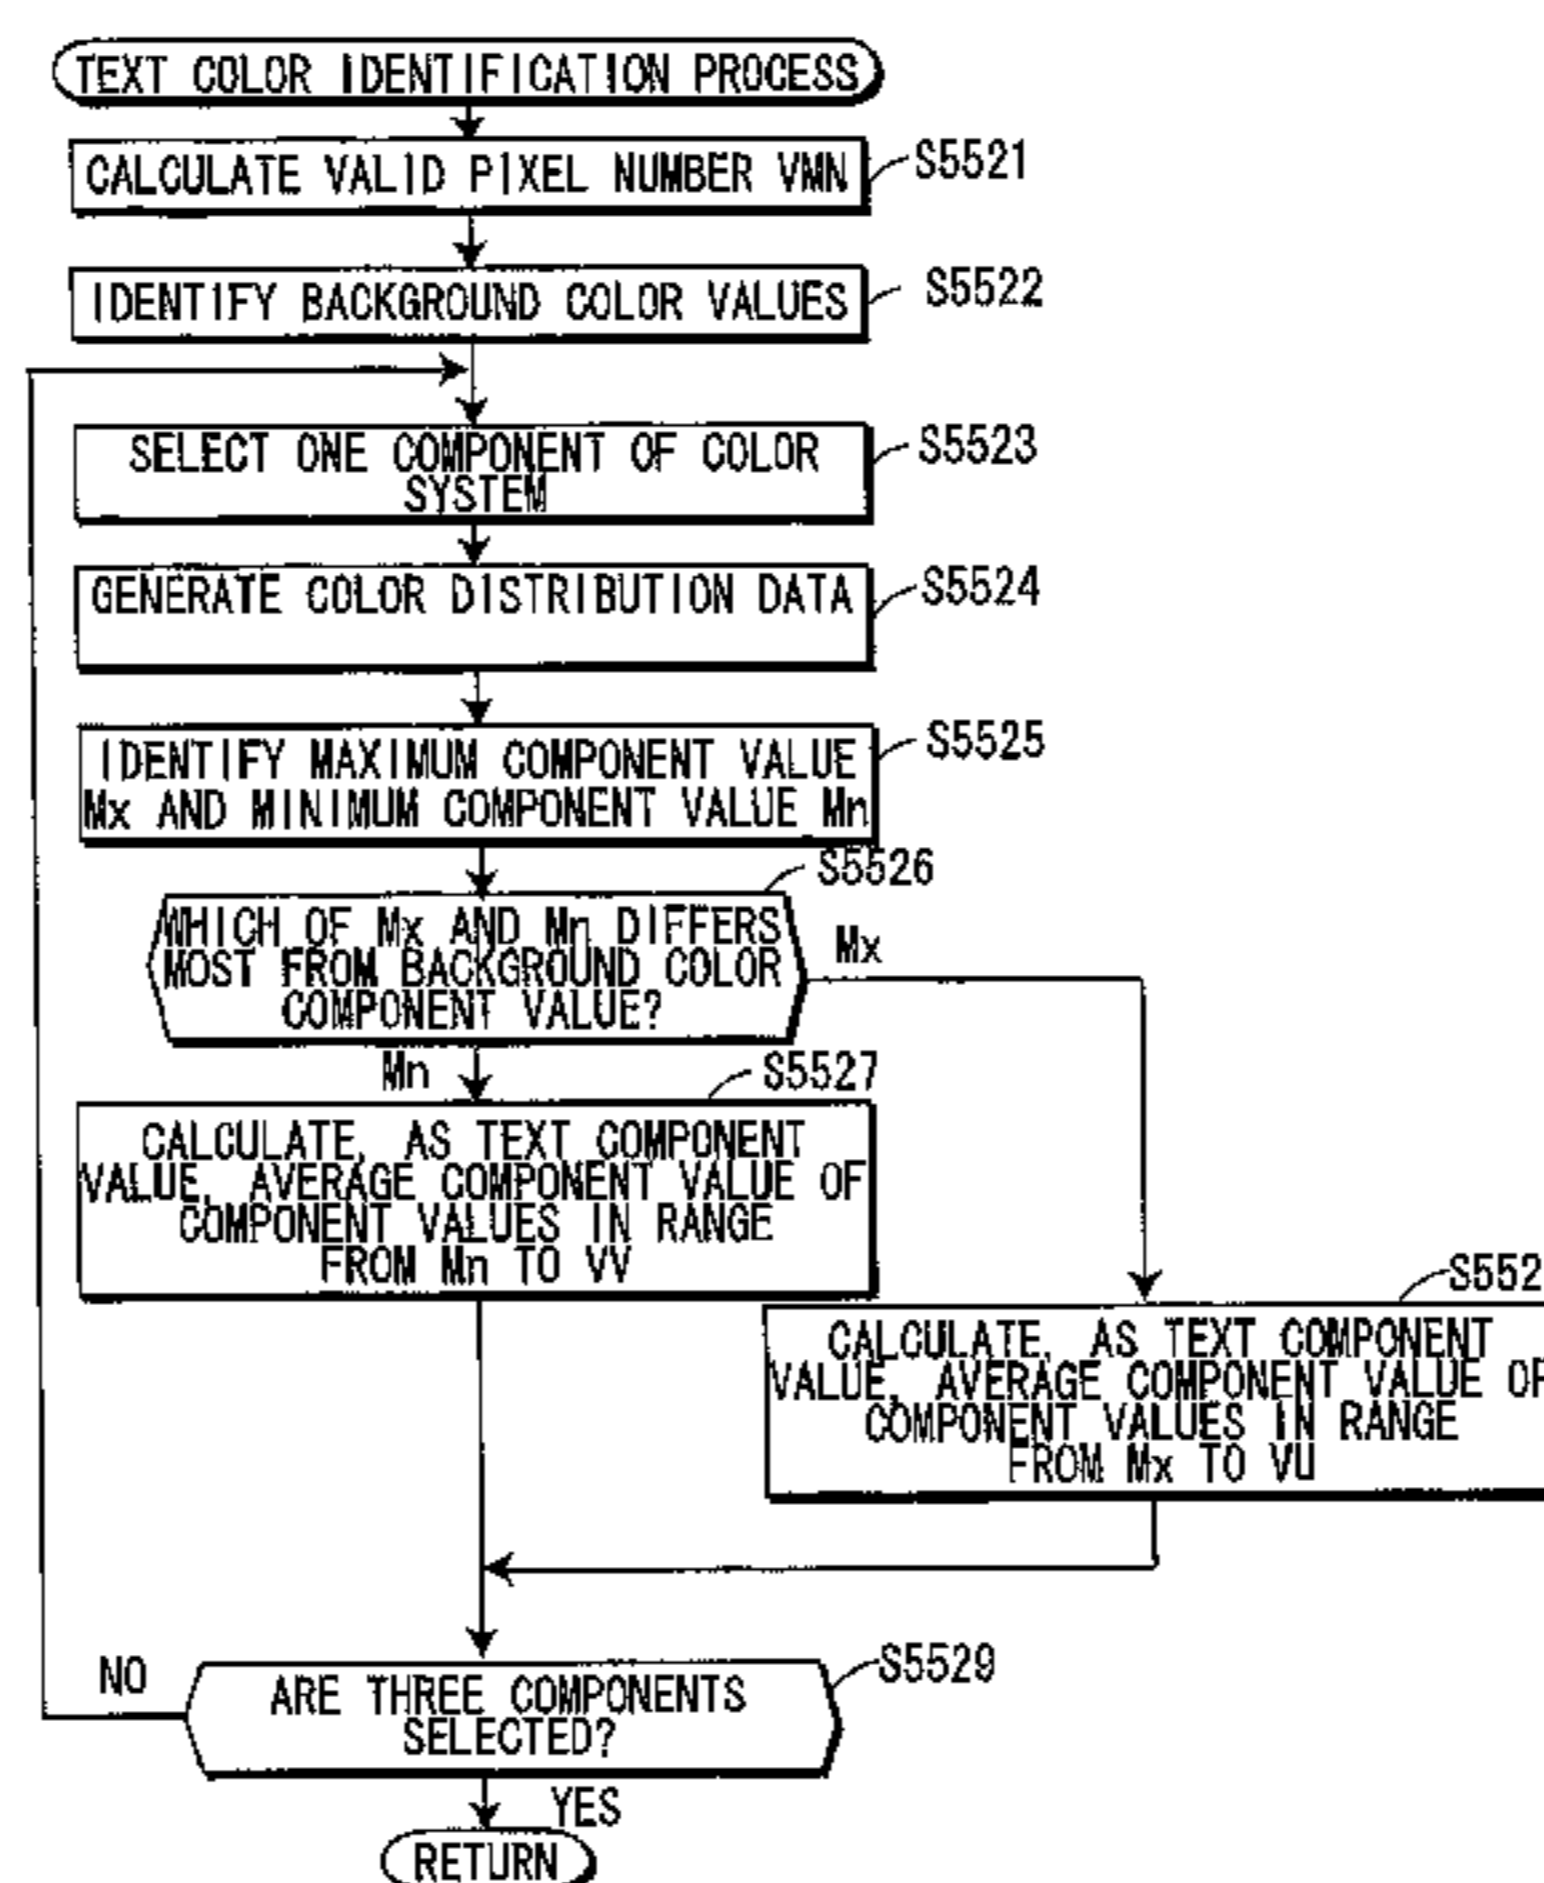 TEXT COLOR IDENTIFICATION PROCESS
CALCULATE VALID PIXEL NUMBER VMN
S5521
IDENTIFY BACKGROUND COLOR VALUES
S5522
SELECT ONE COMPONENT OF COLOR
SYSTEM
S5523
GENERATE COLOR DISTRIBUTION DATA
S5524
IDENTIFY MAXIMUM COMPONENT VALUE
Mx AND MINIMUM COMPONENT VALUE Mn
S5525
S5526
WHICH OF Mx AND Mn DIFFERS
MOST FROM BACKGROUND COLOR
COMPONENT VALUE?
Mx
Mn
S5527
CALCULATE, AS TEXT COMPONENT
VALUE, AVERAGE COMPONENT VALUE OF
COMPONENT VALUES IN RANGE
FROM Mn TO VV
S552
CALCULATE, AS TEXT COMPONENT
VALUE, AVERAGE COMPONENT VALUE OF
COMPONENT VALUES IN RANGE
FROM Mx TO VU
NO
S5529
ARE THREE COMPONENTS
SELECTED?
YES
RETURN